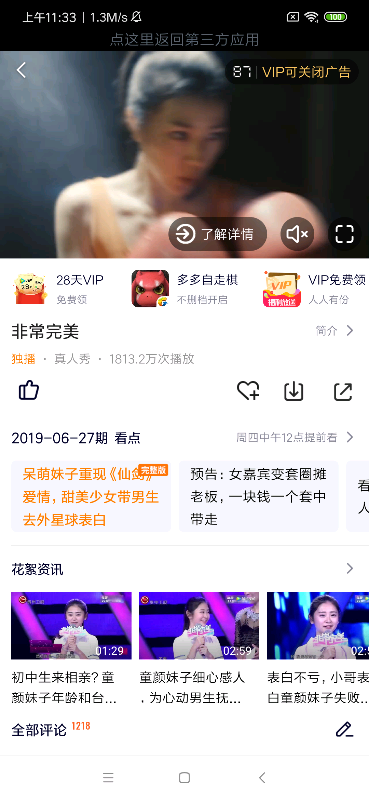 上午11:33 | 1.3M/s
100
点这里返回第三方应用
87 | VIP可关闭广告
了解详情
28天VIP
免费领
多多自走棋
不删档开启
VIP
VIP免费领
人人有份
非常完美
简介
独播 · 真人秀 · 1813.2万次播放
2019-06-27期 看点
周四中午12点提前看
呆萌妹子重现《仙剑》
完整版
爱情，甜美少女带男生
去外星球表白
预告：女嘉宾变套圈摊
老板，一块钱一个套中
带走
看
人
花絮资讯
01:29
02:59
初中生来相亲？童
颜妹子年龄和台...
童颜妹子细心感人
，为心动男生抚...
表白不亏，小哥表
白童颜妹子失败...
全部评论 1218